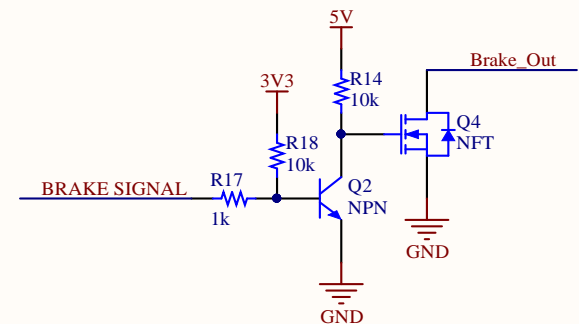 5V
Brake_Out
R14
10k
3V3
Q4
NFT
R18
10k
R17
BRAKE SIGNAL
1k
Q2
NPN
GND
GND